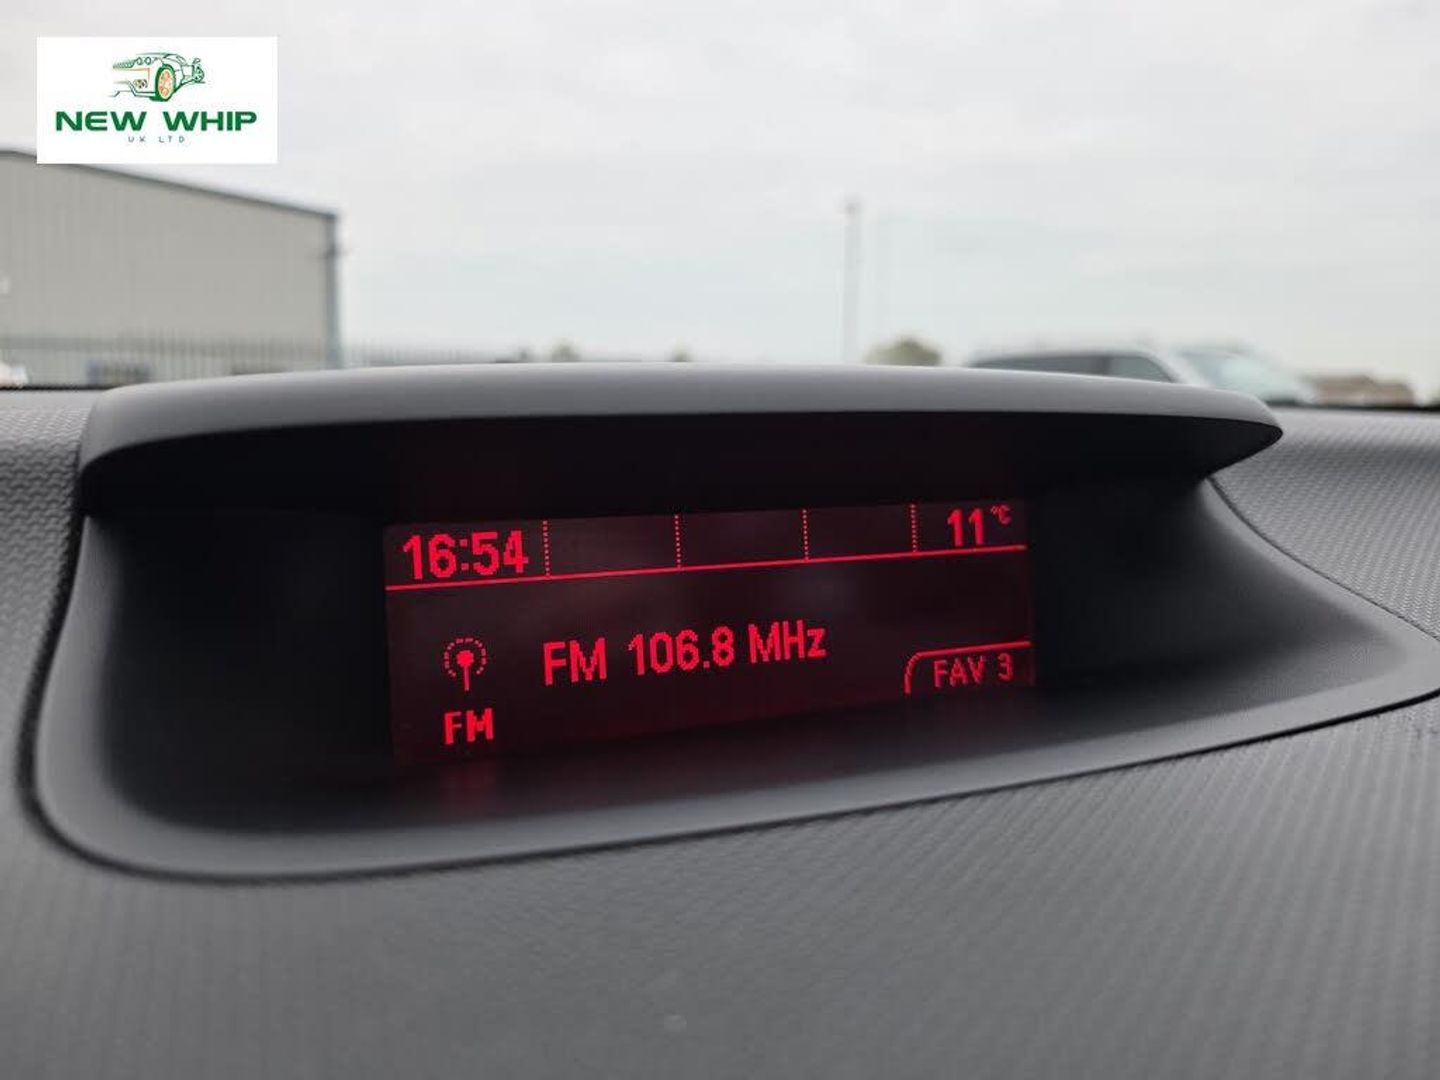 NEW WHIP
UK LTD
16:54 11 °C
FM 106.8 MHz
FAV 3
FM